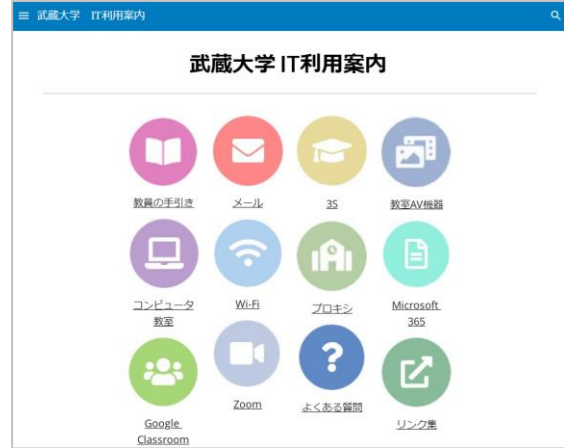 武蔵大学 IT利用案内
武蔵大学 IT利用案内
教員の手引き
メール
3S
教室AV機器
コンピュータ
教室
Wi-Fi
プロキシ
Microsoft
365
Google
Classroom
Zoom
よくある質問
リンク集